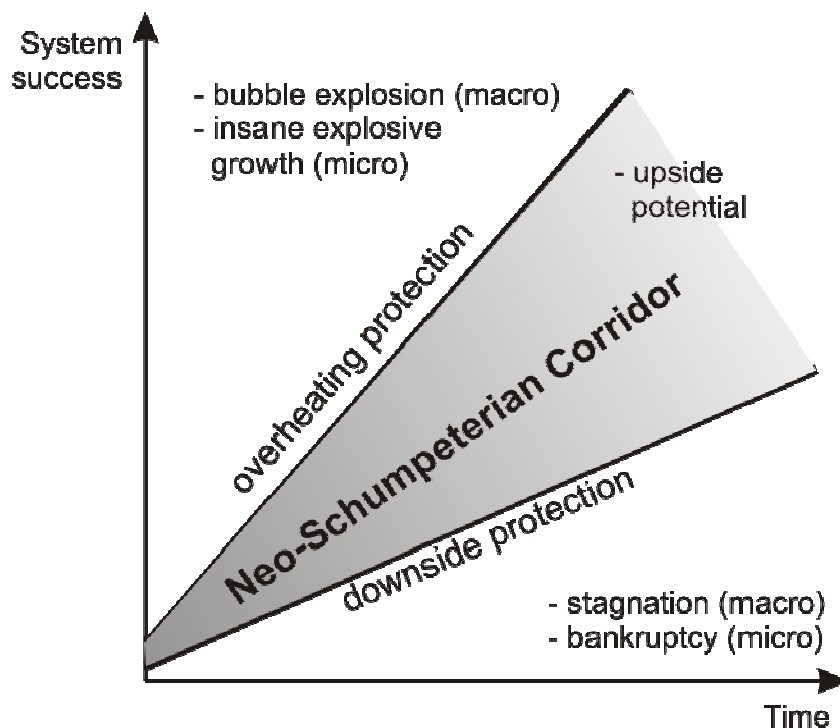 System
success
- bubble explosion (macro)
- insane explosive
growth (micro)
- upside
potential
overheating protection
Neo-Schumpeterian Corridor
downside protection
- stagnation (macro)
- bankruptcy (micro)
Time